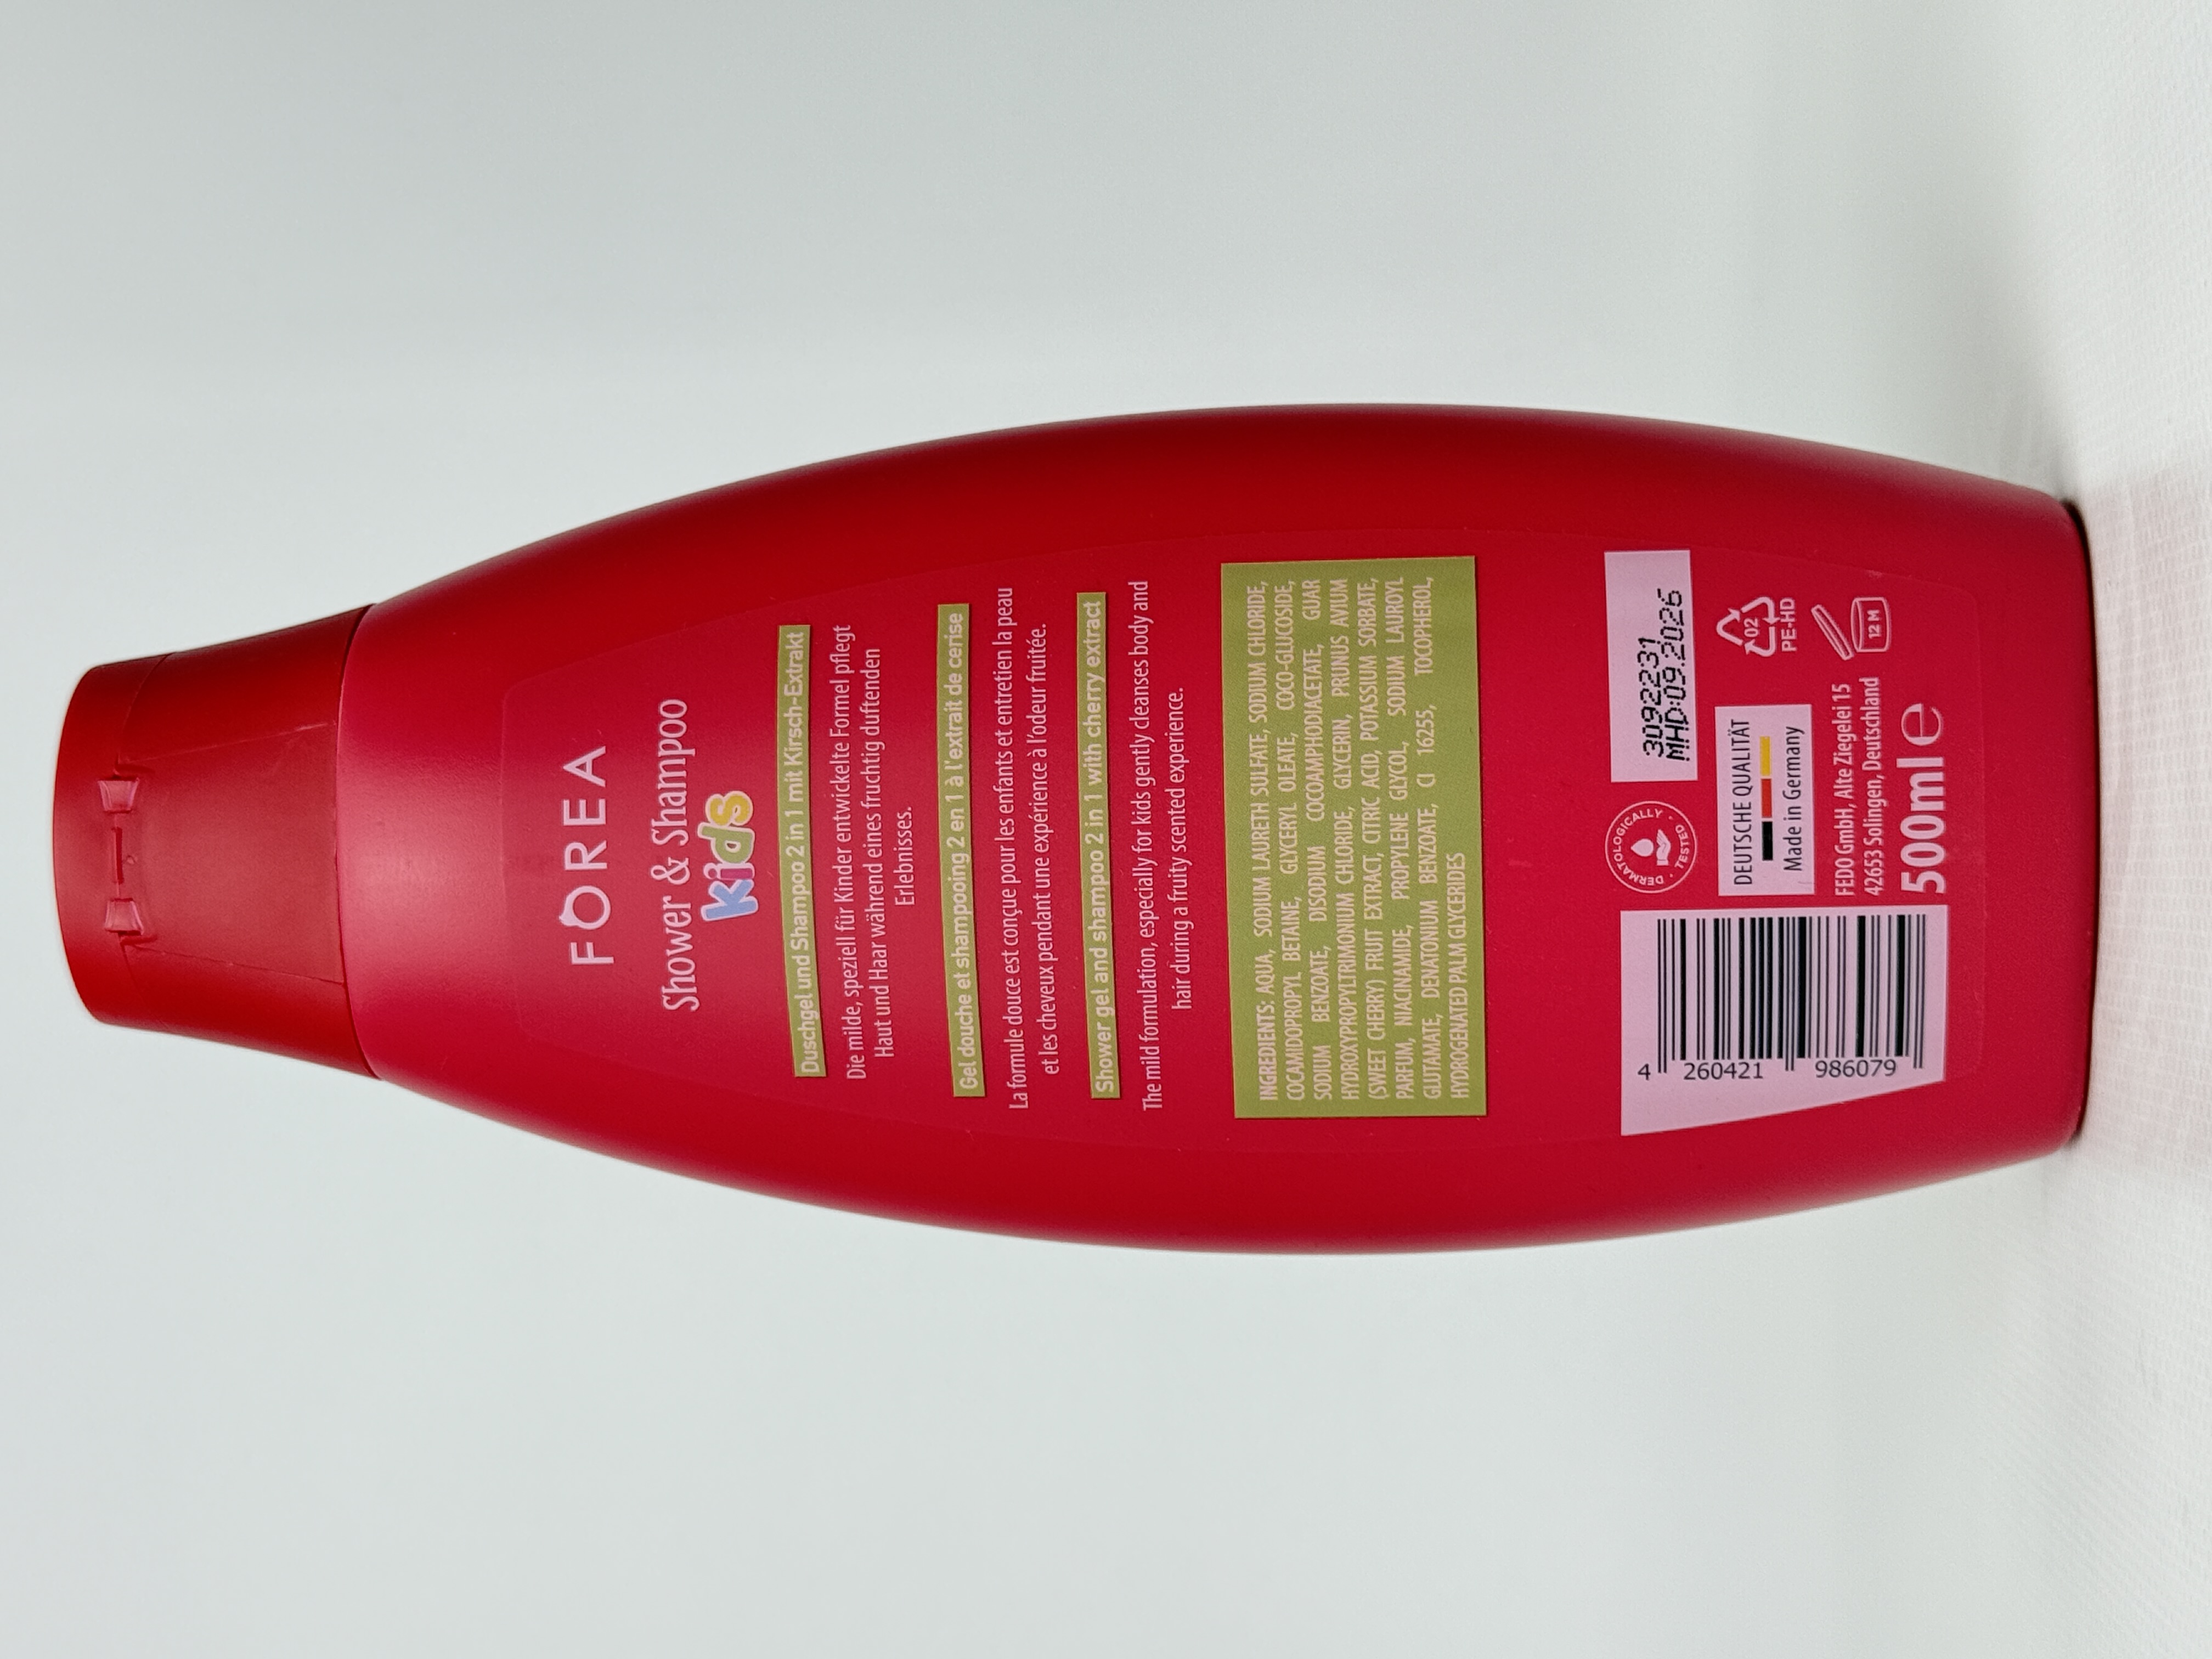 FOREA
Shower & Shampoo
Kids
Duschgel und Shampoo 2 in 1 mit Kirsch-Extrakt
Die milde, speziell für Kinder entwickelte Formel pflegt
Haut und Haar während eines fruchtig duftenden
Erlebnisses.
Gel douche et shampooing 2 en 1 à l'extrait de cerise
La formule douce est conçue pour les enfants et entretien la peau
et les cheveux pendant une expérience à l'odeur fruitée.
Shower gel and shampoo 2 in 1 with cherry extract
The mild formulation, especially for kids gently cleanses body and
hair during a fruity scented experience.
INGREDIENTS: AQUA, SODIUM LAURETH SULFATE, SODIUM CHLORIDE,
COCAMIDOPROPYL BETAINE, GLYCERYL OLEATE, COCO-GLUCOSIDE,
SODIUM BENZOATE, DISODIUM COCOAMPHODIACETATE, GUAR
HYDROXYPROPYLTRIMONIUM CHLORIDE, GLYCERIN, PRUNUS AVIUM
(SWEET CHERRY) FRUIT EXTRACT, CITRIC ACID, POTASSIUM SORBATE,
PARFUM, NIACINAMIDE, PROPYLENE GLYCOL, SODIUM LAUROYL
GLUTAMATE, DENATONIUM BENZOATE, CI 16255, TOCOPHEROL,
HYDROGENATED PALM GLYCERIDES
4 260421 986079
DERMATOLOGICALLY · TESTED ·
3092231
MHD:09.2026
DEUTSCHE QUALITÄT
Made in Germany
02
PE-HD
FEDO GmbH, Alte Ziegelei 15
42653 Solingen, Deutschland
12 M
500ml e